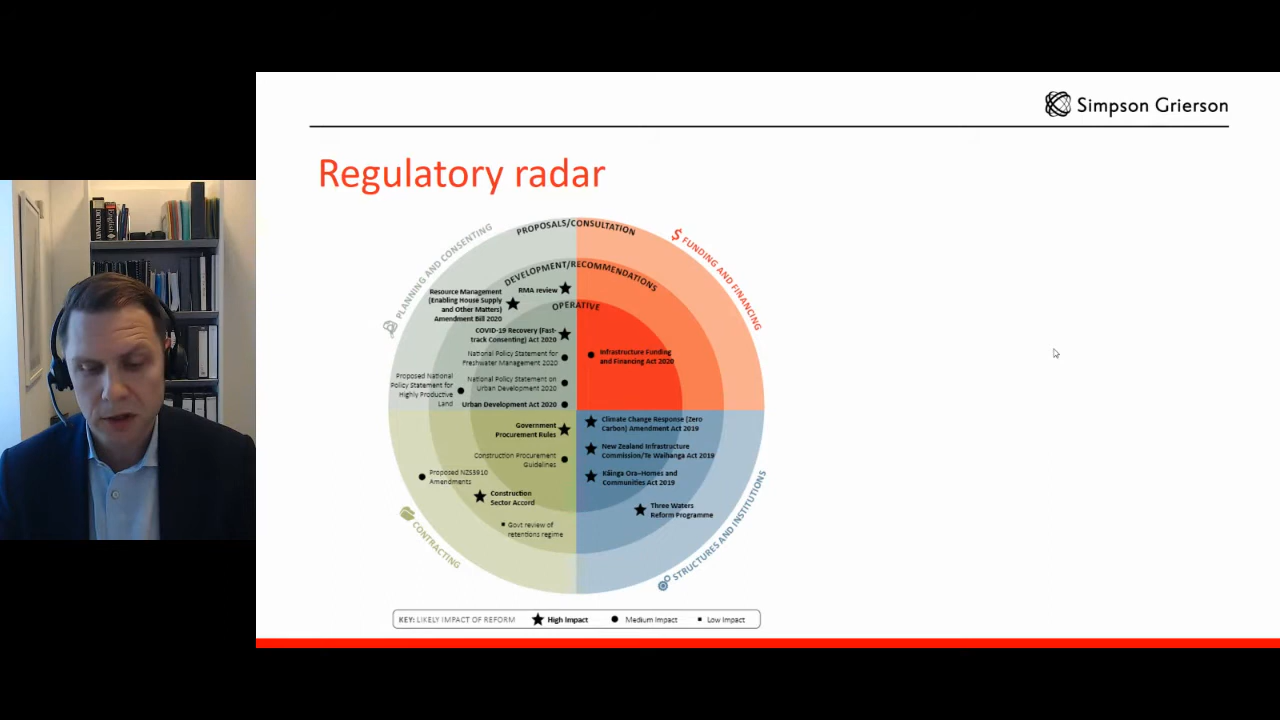 Simpson Grierson
Regulatory radar
PROPOSALS/CONSULTATION
DEVELOPMENT/RECOMMENDATIONS
OPERATIVE
PLANNING AND CONSENTING
Resource Management
(Enabling House Supply
and Other Matters)
Amendment Bill 2020
RMA review
COVID-19 Recovery (Fast-
track Consenting) Act 2020
National Policy Statement for
Freshwater Management 2020
Proposed National
Policy Statement for
Highly Productive
Land
National Policy Statement on
Urban Development 2020
Urban Development Act 2020
$ FUNDING AND FINANCING
Infrastructure Funding
and Financing Act 2020
Government
Procurement Rules
Construction Procurement
Guidelines
Proposed NZS3910
Amendments
Construction
Sector Accord
Govt review of
retentions regime
CONTRACTING
Climate Change Response (Zero
Carbon) Amendment Act 2019
New Zealand Infrastructure
Commission/Te Waihanga Act 2019
Kāinga Ora–Homes and
Communities Act 2019
Three Waters
Reform Programme
STRUCTURES AND INSTITUTIONS
KEY: LIKELY IMPACT OF REFORM High Impact Medium Impact Low Impact
DICTIONARY
English